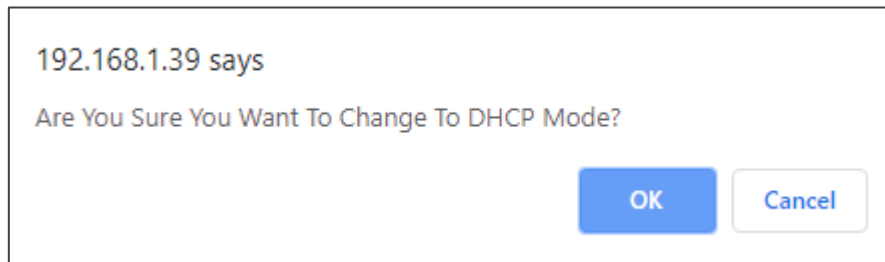 192.168.1.39 says
Are You Sure You Want To Change To DHCP Mode?
OK
Cancel